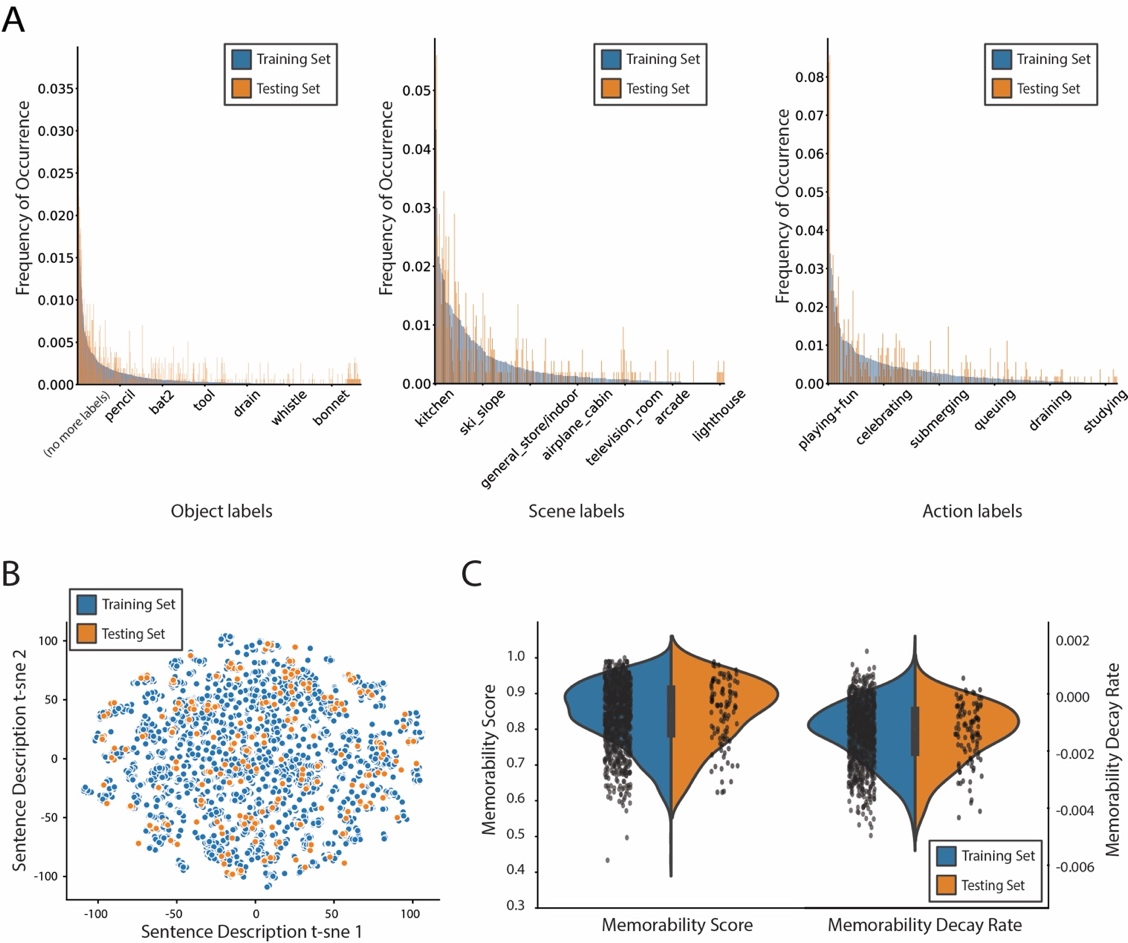 A
Training Set
Testing Set
Frequency of Occurrence
0.035
0.030
0.025
0.020
0.015
0.010
0.005
0.000
(no more labels)
pencil
bat2
tool
drain
whistle
bonnet
Object labels
Training Set
Testing Set
Frequency of Occurrence
0.05
0.04
0.03
0.02
0.01
0.00
kitchen
ski_slope
general_store/indoor
airplane_cabin
television_room
arcade
lighthouse
Scene labels
Training Set
Testing Set
Frequency of Occurrence
0.08
0.07
0.06
0.05
0.04
0.03
0.02
0.01
0.00
playing+fun
celebrating
submerging
queuing
draining
studying
Action labels
B
Training Set
Testing Set
Sentence Description t-sne 2
100
50
0
-50
-100
-100
-50
0
50
100
Sentence Description t-sne 1
C
Memorability Score
1.0
0.9
0.8
0.7
0.6
0.5
0.4
0.3
0.002
0.000
-0.002
-0.004
-0.006
Memorability Decay Rate
Training Set
Testing Set
Memorability Score
Memorability Decay Rate